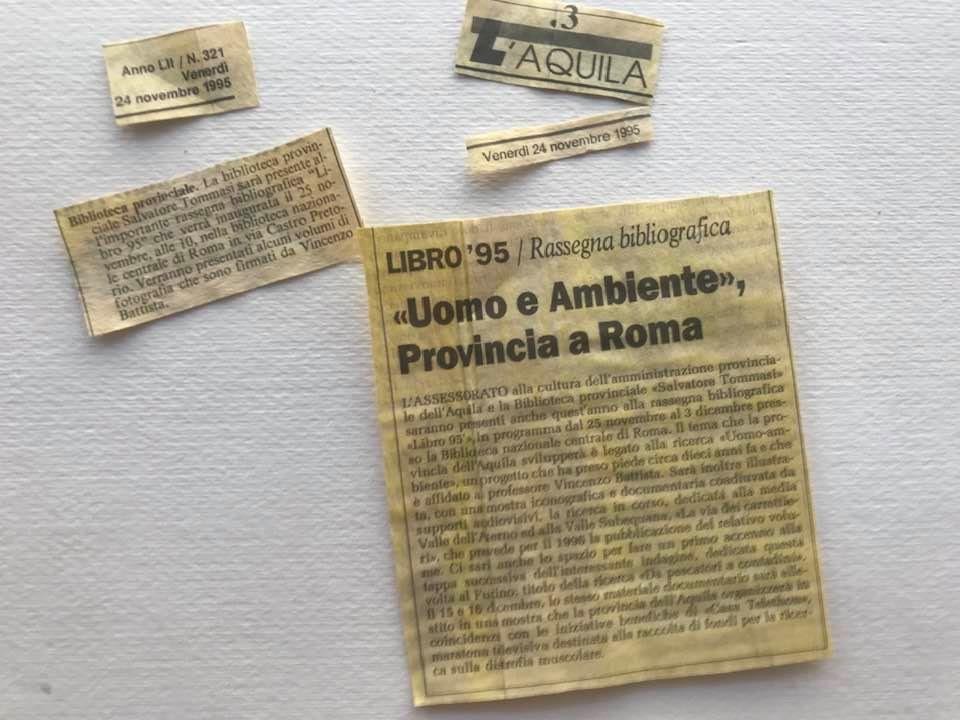 Anno LII / N. 321
Venerdì
24 novembre 1995
.3
L'AQUILA
Venerdì 24 novembre 1995
Biblioteca provinciale. La biblioteca provin-
ciale Salvatore Tommasi sarà presente al-
l'importante rassegna bibliografica "Li-
bro 95" che verrà inaugurata il 25 no-
vembre, alle 10, nella Biblioteca naziona-
le centrale di Roma in via Castro Preto-
rio. Verranno presentati alcuni volumi di
fotografia che sono firmati da Vincenzo
Battista.
LIBRO '95 / Rassegna bibliografica
«Uomo e Ambiente»,
Provincia a Roma
L'ASSESSORATO alla cultura dell'amministrazione provincia-
le dell'Aquila e la Biblioteca provinciale «Salvatore Tommasi»
saranno presenti anche quest'anno alla rassegna bibliografica
«Libro 95», in programma dal 25 novembre al 3 dicembre pres-
so la Biblioteca nazionale centrale di Roma. Il tema che la pro-
vincia dell'Aquila svilupperà è legato alla ricerca «Uomo-am-
biente», un progetto che ha preso piede circa dieci anni fa e che
è affidato al professore Vincenzo Battista. Sarà inoltre illustra-
ta, con una mostra iconografica e documentaria coadiuvata da
supporti audiovisivi, la ricerca in corso, dedicata alla media
Valle dell'Aterno ed alla Valle Subequana, «La via dei carrettie-
ri», che prevede per il 1996 la pubblicazione del relativo volu-
me. Ci sarà anche lo spazio per fare un primo accenno alla
tappa successiva dell'interessante indagine, dedicata questa
volta al Fucino, titolo della ricerca «Da pescatori a contadini».
Il 15 e 16 dicembre, lo stesso materiale documentario sarà alle-
stito in una mostra che la provincia dell'Aquila organizzerà in
coincidenza con le iniziative benefiche di «Casa Telethon»,
maratona televisiva destinata alla raccolta di fondi per la ricer-
ca sulla distrofia muscolare.